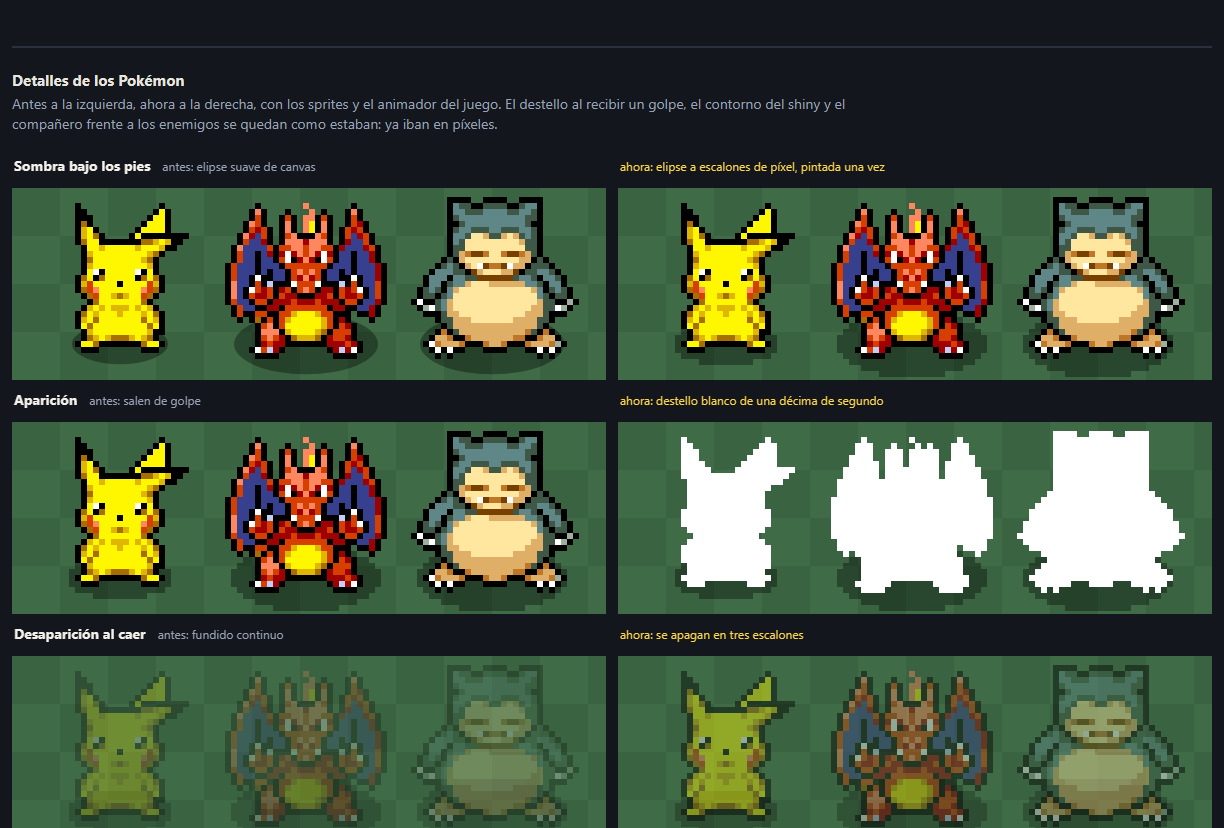 Detalles de los Pokémon
Antes a la izquierda, ahora a la derecha, con los sprites y el animador del juego. El destello al recibir un golpe, el contorno del shiny y el
compañero frente a los enemigos se quedan como estaban: ya iban en píxeles.
Sombra bajo los pies antes: elipse suave de canvas
ahora: elipse a escalones de píxel, pintada una vez
Aparición antes: salen de golpe
ahora: destello blanco de una décima de segundo
Desaparición al caer antes: fundido continuo
ahora: se apagan en tres escalones